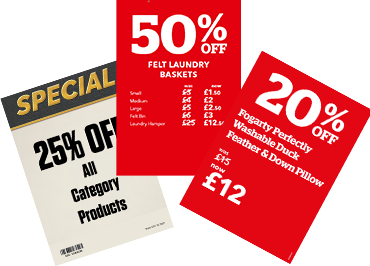 SPECIAL
25% OFF
All
Category
Products
50% OFF
FELT LAUNDRY
BASKETS
was now
Small £3 £1.50
Medium £4 £2
Large £5 £2.50
Felt Bin £6 £3
Laundry Hamper £25 £12.50
20% OFF
Fogarty Perfectly
Washable Duck
Feather & Down Pillow
was
£15
now
£12